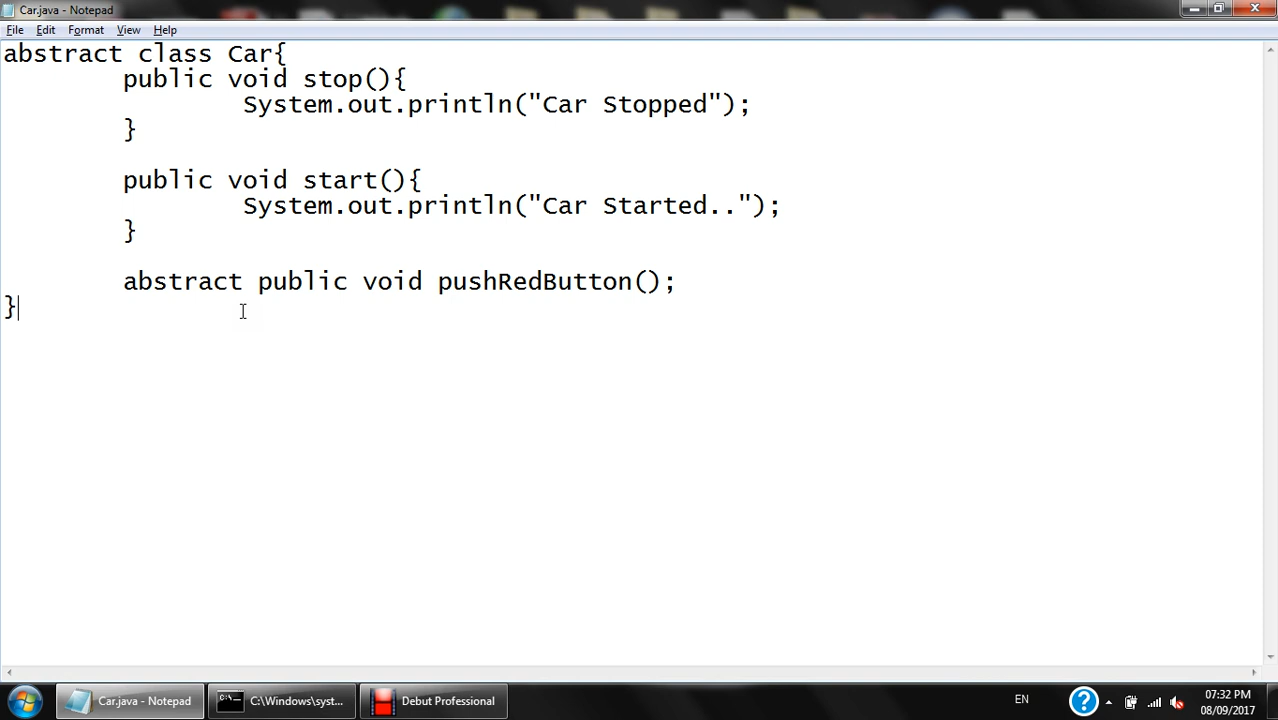 Car.java - Notepad
File Edit Format View Help
abstract class Car{
public void stop(){
System.out.println("Car Stopped");
}
public void start(){
System.out.println("Car Started..");
}
abstract public void pushRedButton();
}
Car.java - Notepad C:\Windows\syst... Debut Professional EN 07:32 PM
08/09/2017